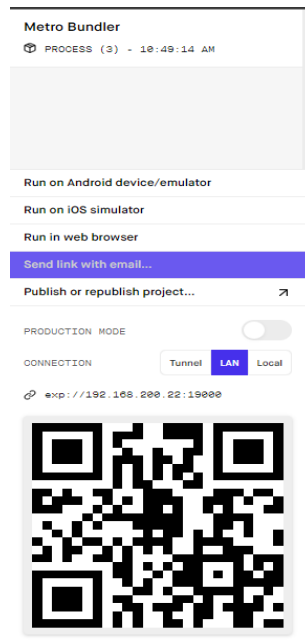 Metro Bundler
PROCESS (3) - 10:49:14 AM
Run on Android device/emulator
Run on iOS simulator
Run in web browser
Send link with email...
Publish or republish project...
PRODUCTION MODE
CONNECTION Tunnel LAN Local
exp://192.168.200.22:19000